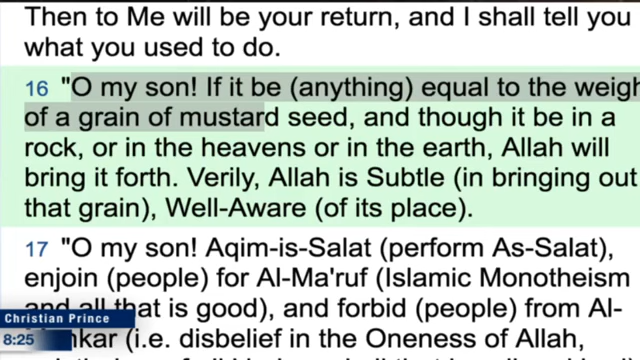 Then to Me will be your return, and I shall tell you
what you used to do.
16 "O my son! If it be (anything) equal to the weigh
of a grain of mustard seed, and though it be in a
rock, or in the heavens or in the earth, Allah will
bring it forth. Verily, Allah is Subtle (in bringing out
that grain), Well-Aware (of its place).
17 "O my son! Aqim-is-Salat (perform As-Salat),
enjoin (people) for Al-Ma'ruf (Islamic Monotheism
and all that is good), and forbid (people) from Al-
Christian Prince
nkar (i.e. disbelief in the Oneness of Allah,
8:25